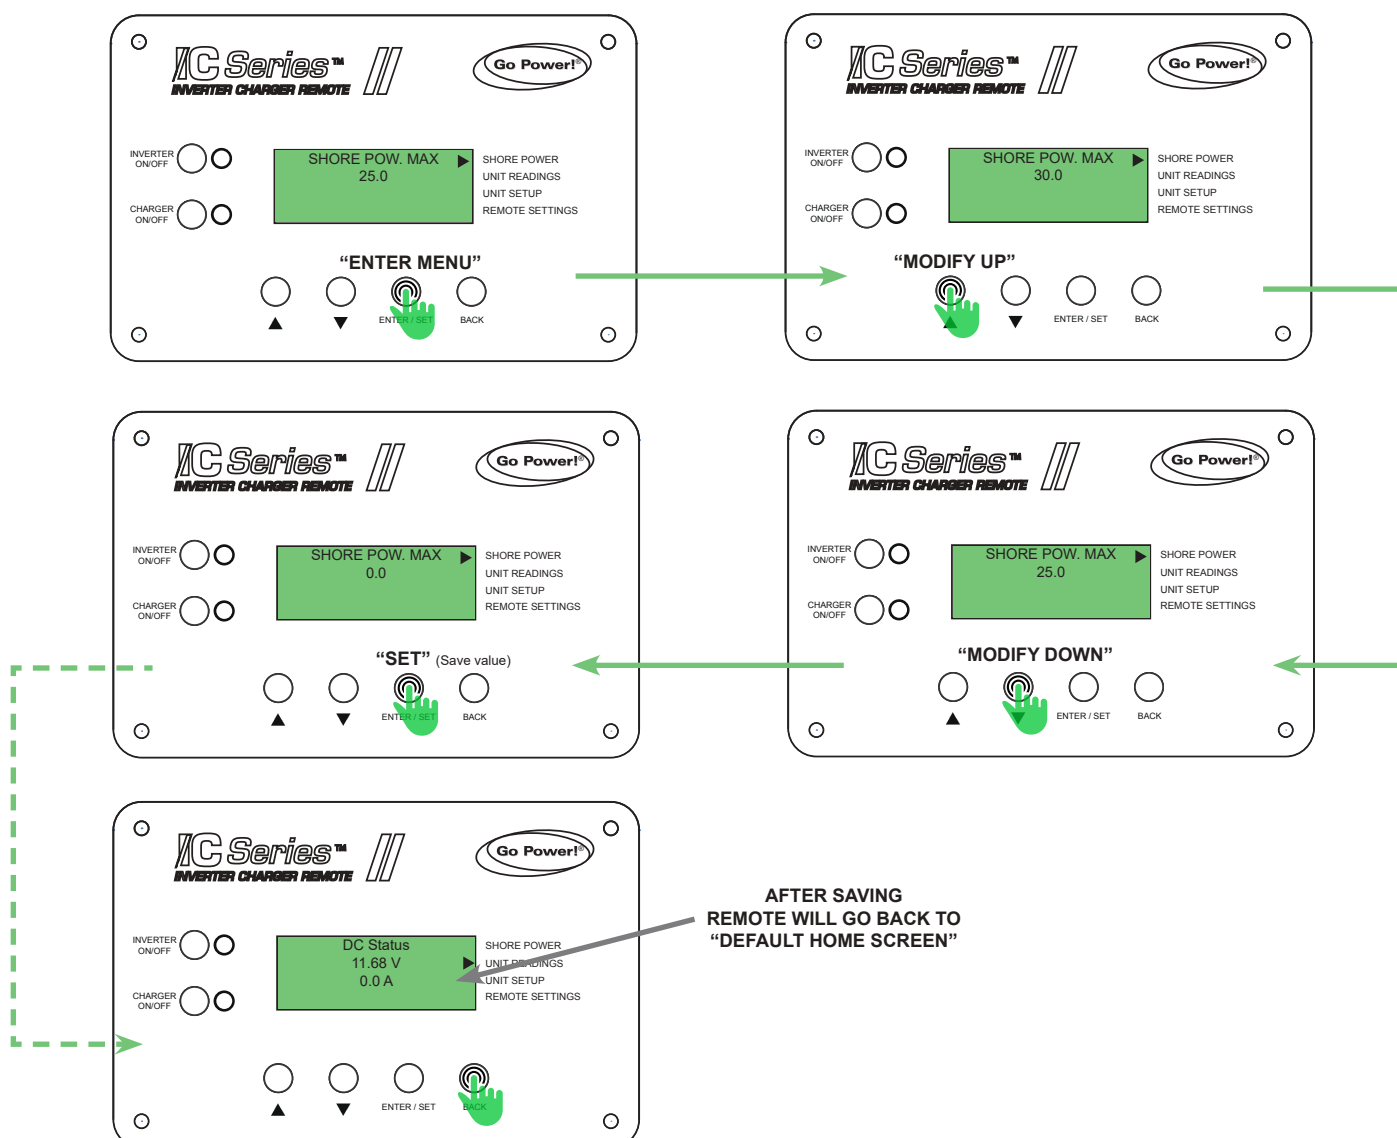 IC Series™
INVERTER CHARGER REMOTE
Go Power!®
INVERTER
ON/OFF
CHARGER
ON/OFF
SHORE POW. MAX ▶
25.0
SHORE POWER
UNIT READINGS
UNIT SETUP
REMOTE SETTINGS
“ENTER MENU”
▲ ▼ ENTER / SET BACK
IC Series™
INVERTER CHARGER REMOTE
Go Power!®
INVERTER
ON/OFF
CHARGER
ON/OFF
SHORE POW. MAX ▶
30.0
SHORE POWER
UNIT READINGS
UNIT SETUP
REMOTE SETTINGS
“MODIFY UP”
▲ ▼ ENTER / SET BACK
IC Series™
INVERTER CHARGER REMOTE
Go Power!®
INVERTER
ON/OFF
CHARGER
ON/OFF
SHORE POW. MAX ▶
0.0
SHORE POWER
UNIT READINGS
UNIT SETUP
REMOTE SETTINGS
“SET” (Save value)
▲ ▼ ENTER / SET BACK
IC Series™
INVERTER CHARGER REMOTE
Go Power!®
INVERTER
ON/OFF
CHARGER
ON/OFF
SHORE POW. MAX ▶
25.0
SHORE POWER
UNIT READINGS
UNIT SETUP
REMOTE SETTINGS
“MODIFY DOWN”
▲ ▼ ENTER / SET BACK
IC Series™
INVERTER CHARGER REMOTE
Go Power!®
INVERTER
ON/OFF
CHARGER
ON/OFF
DC Status
11.68 V ▶
0.0 A
SHORE POWER
UNIT READINGS
UNIT SETUP
REMOTE SETTINGS
▲ ▼ ENTER / SET BACK
AFTER SAVING
REMOTE WILL GO BACK TO
“DEFAULT HOME SCREEN”